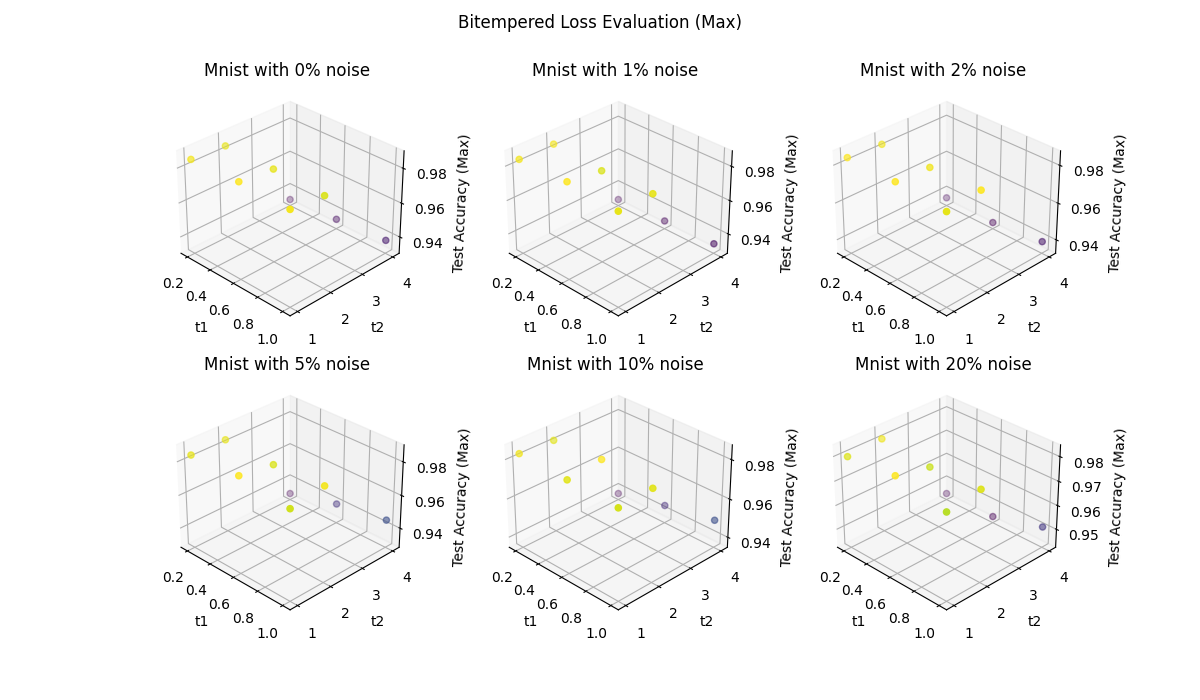 Bitempered Loss Evaluation (Max)
Mnist with 0% noise
0.98
0.96
0.94
Test Accuracy (Max)
0.2
0.4
0.6
0.8
1.0
t1
1
2
3
4
t2
Mnist with 1% noise
0.98
0.96
0.94
Test Accuracy (Max)
0.2
0.4
0.6
0.8
1.0
t1
1
2
3
4
t2
Mnist with 2% noise
0.98
0.96
0.94
Test Accuracy (Max)
0.2
0.4
0.6
0.8
1.0
t1
1
2
3
4
t2
Mnist with 5% noise
0.98
0.96
0.94
Test Accuracy (Max)
0.2
0.4
0.6
0.8
1.0
t1
1
2
3
4
t2
Mnist with 10% noise
0.98
0.96
0.94
Test Accuracy (Max)
0.2
0.4
0.6
0.8
1.0
t1
1
2
3
4
t2
Mnist with 20% noise
0.98
0.97
0.96
0.95
Test Accuracy (Max)
0.2
0.4
0.6
0.8
1.0
t1
1
2
3
4
t2